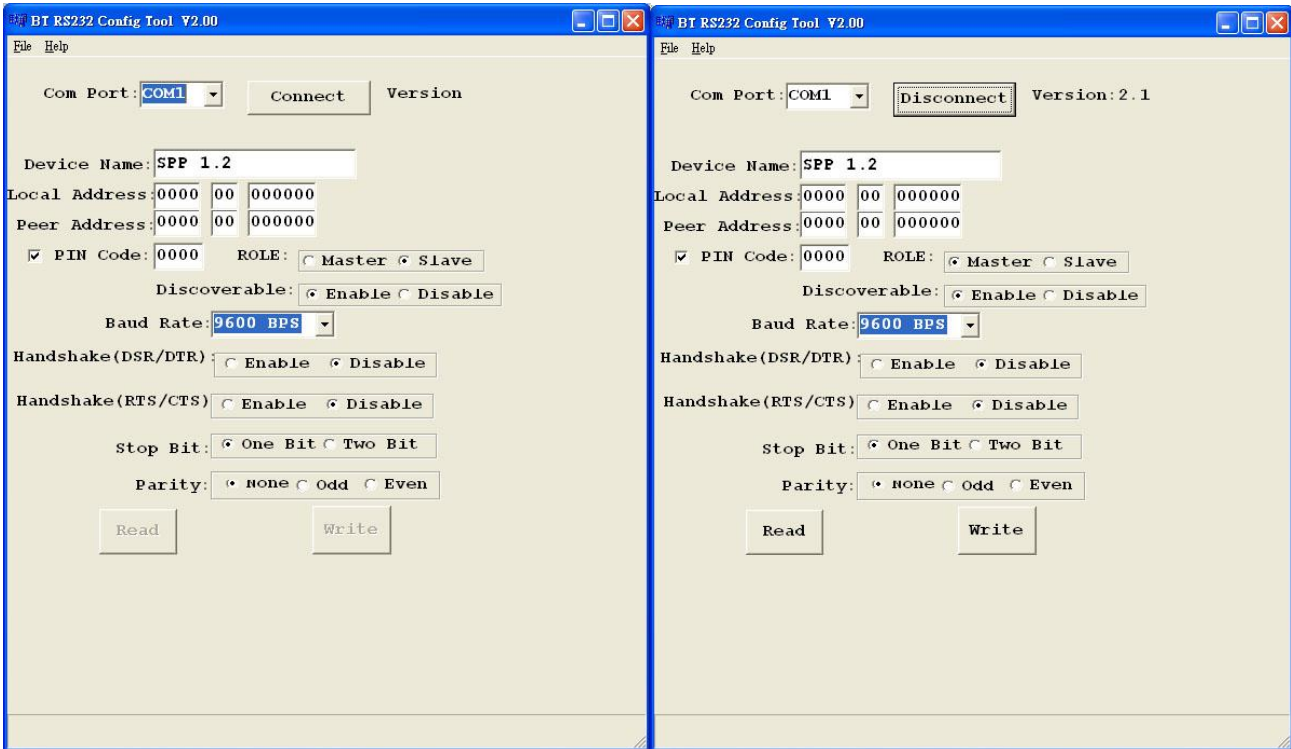 BT RS232 Config Tool V2.00
File Help
Com Port: COM1 Connect Version
Device Name: SPP 1.2
Local Address: 0000 00 000000
Peer Address: 0000 00 000000
PIN Code: 0000 ROLE: Master Slave
Discoverable: Enable Disable
Baud Rate: 9600 BPS
Handshake(DSR/DTR): Enable Disable
Handshake(RTS/CTS) Enable Disable
Stop Bit: One Bit Two Bit
Parity: None Odd Even
Read Write
BT RS232 Config Tool V2.00
File Help
Com Port: COM1 Disconnect Version:2.1
Device Name: SPP 1.2
Local Address: 0000 00 000000
Peer Address: 0000 00 000000
PIN Code: 0000 ROLE: Master Slave
Discoverable: Enable Disable
Baud Rate: 9600 BPS
Handshake(DSR/DTR): Enable Disable
Handshake(RTS/CTS) Enable Disable
Stop Bit: One Bit Two Bit
Parity: None Odd Even
Read Write